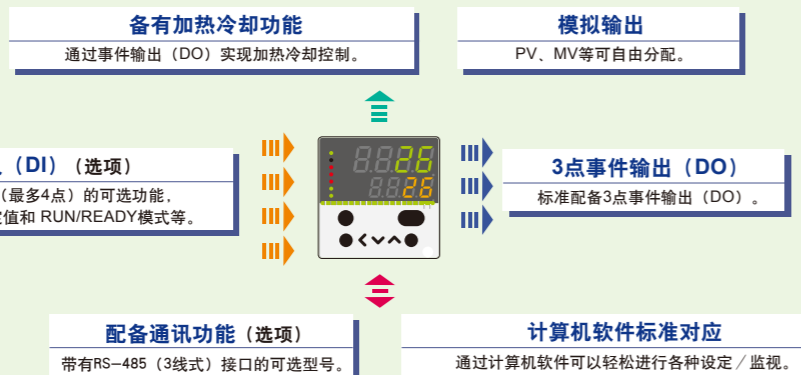 备有加热冷却功能
通过事件输出（DO）实现加热冷却控制。
模拟输出
PV、MV等可自由分配。
（DI）（选项）
（最多4点）的可选功能，
值和 RUN/READY模式等。
26
26
3点事件输出（DO）
标准配备3点事件输出（DO）。
配备通讯功能（选项）
带有RS-485（3线式）接口的可选型号。
计算机软件标准对应
通过计算机软件可以轻松进行各种设定／监视。